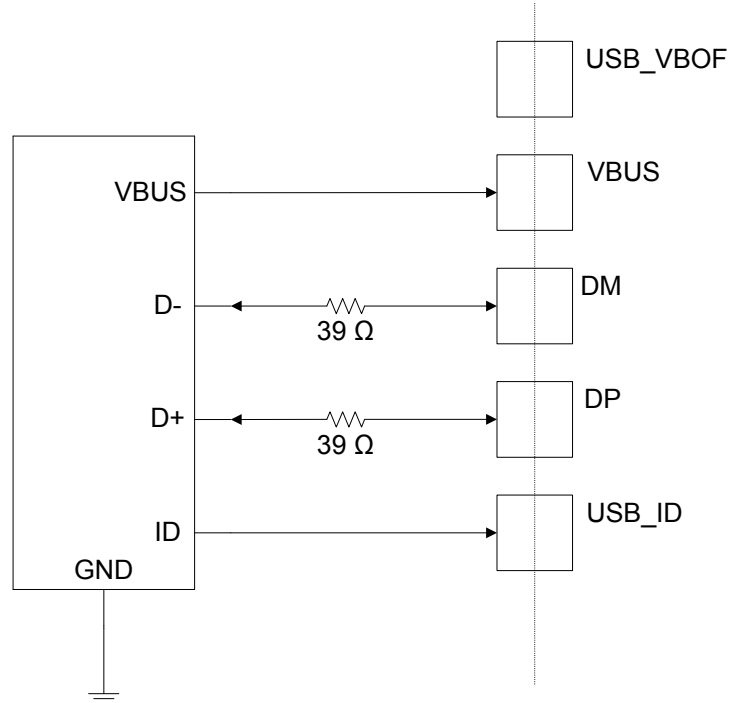 USB_VBOF
VBUS
VBUS
D-
39 Ω
DM
D+
39 Ω
DP
ID
USB_ID
GND